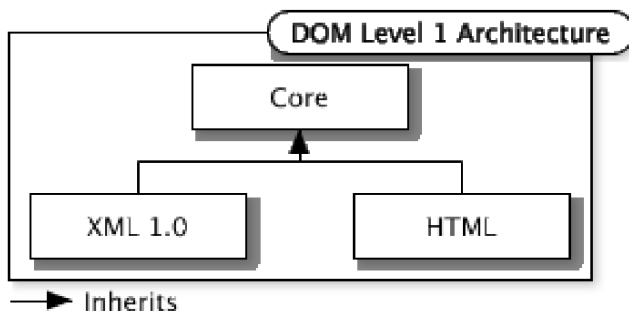 DOM Level 1 Architecture
Core
XML 1.0
HTML
Inherits